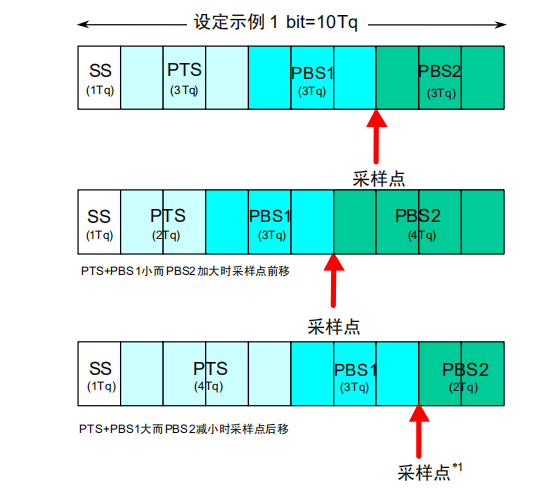 设定示例 1 bit=10Tq
SS PTS PBS1 PBS2
(1Tq) (3Tq) (3Tq) (3Tq)
采样点
SS PTS PBS1 PBS2
(1Tq) (2Tq) (3Tq) (4Tq)
PTS+PBS1小而PBS2加大时采样点前移
采样点
SS PTS PBS1 PBS2
(1Tq) (4Tq) (3Tq) (2Tq)
PTS+PBS1大而PBS2减小时采样点后移
采样点*1